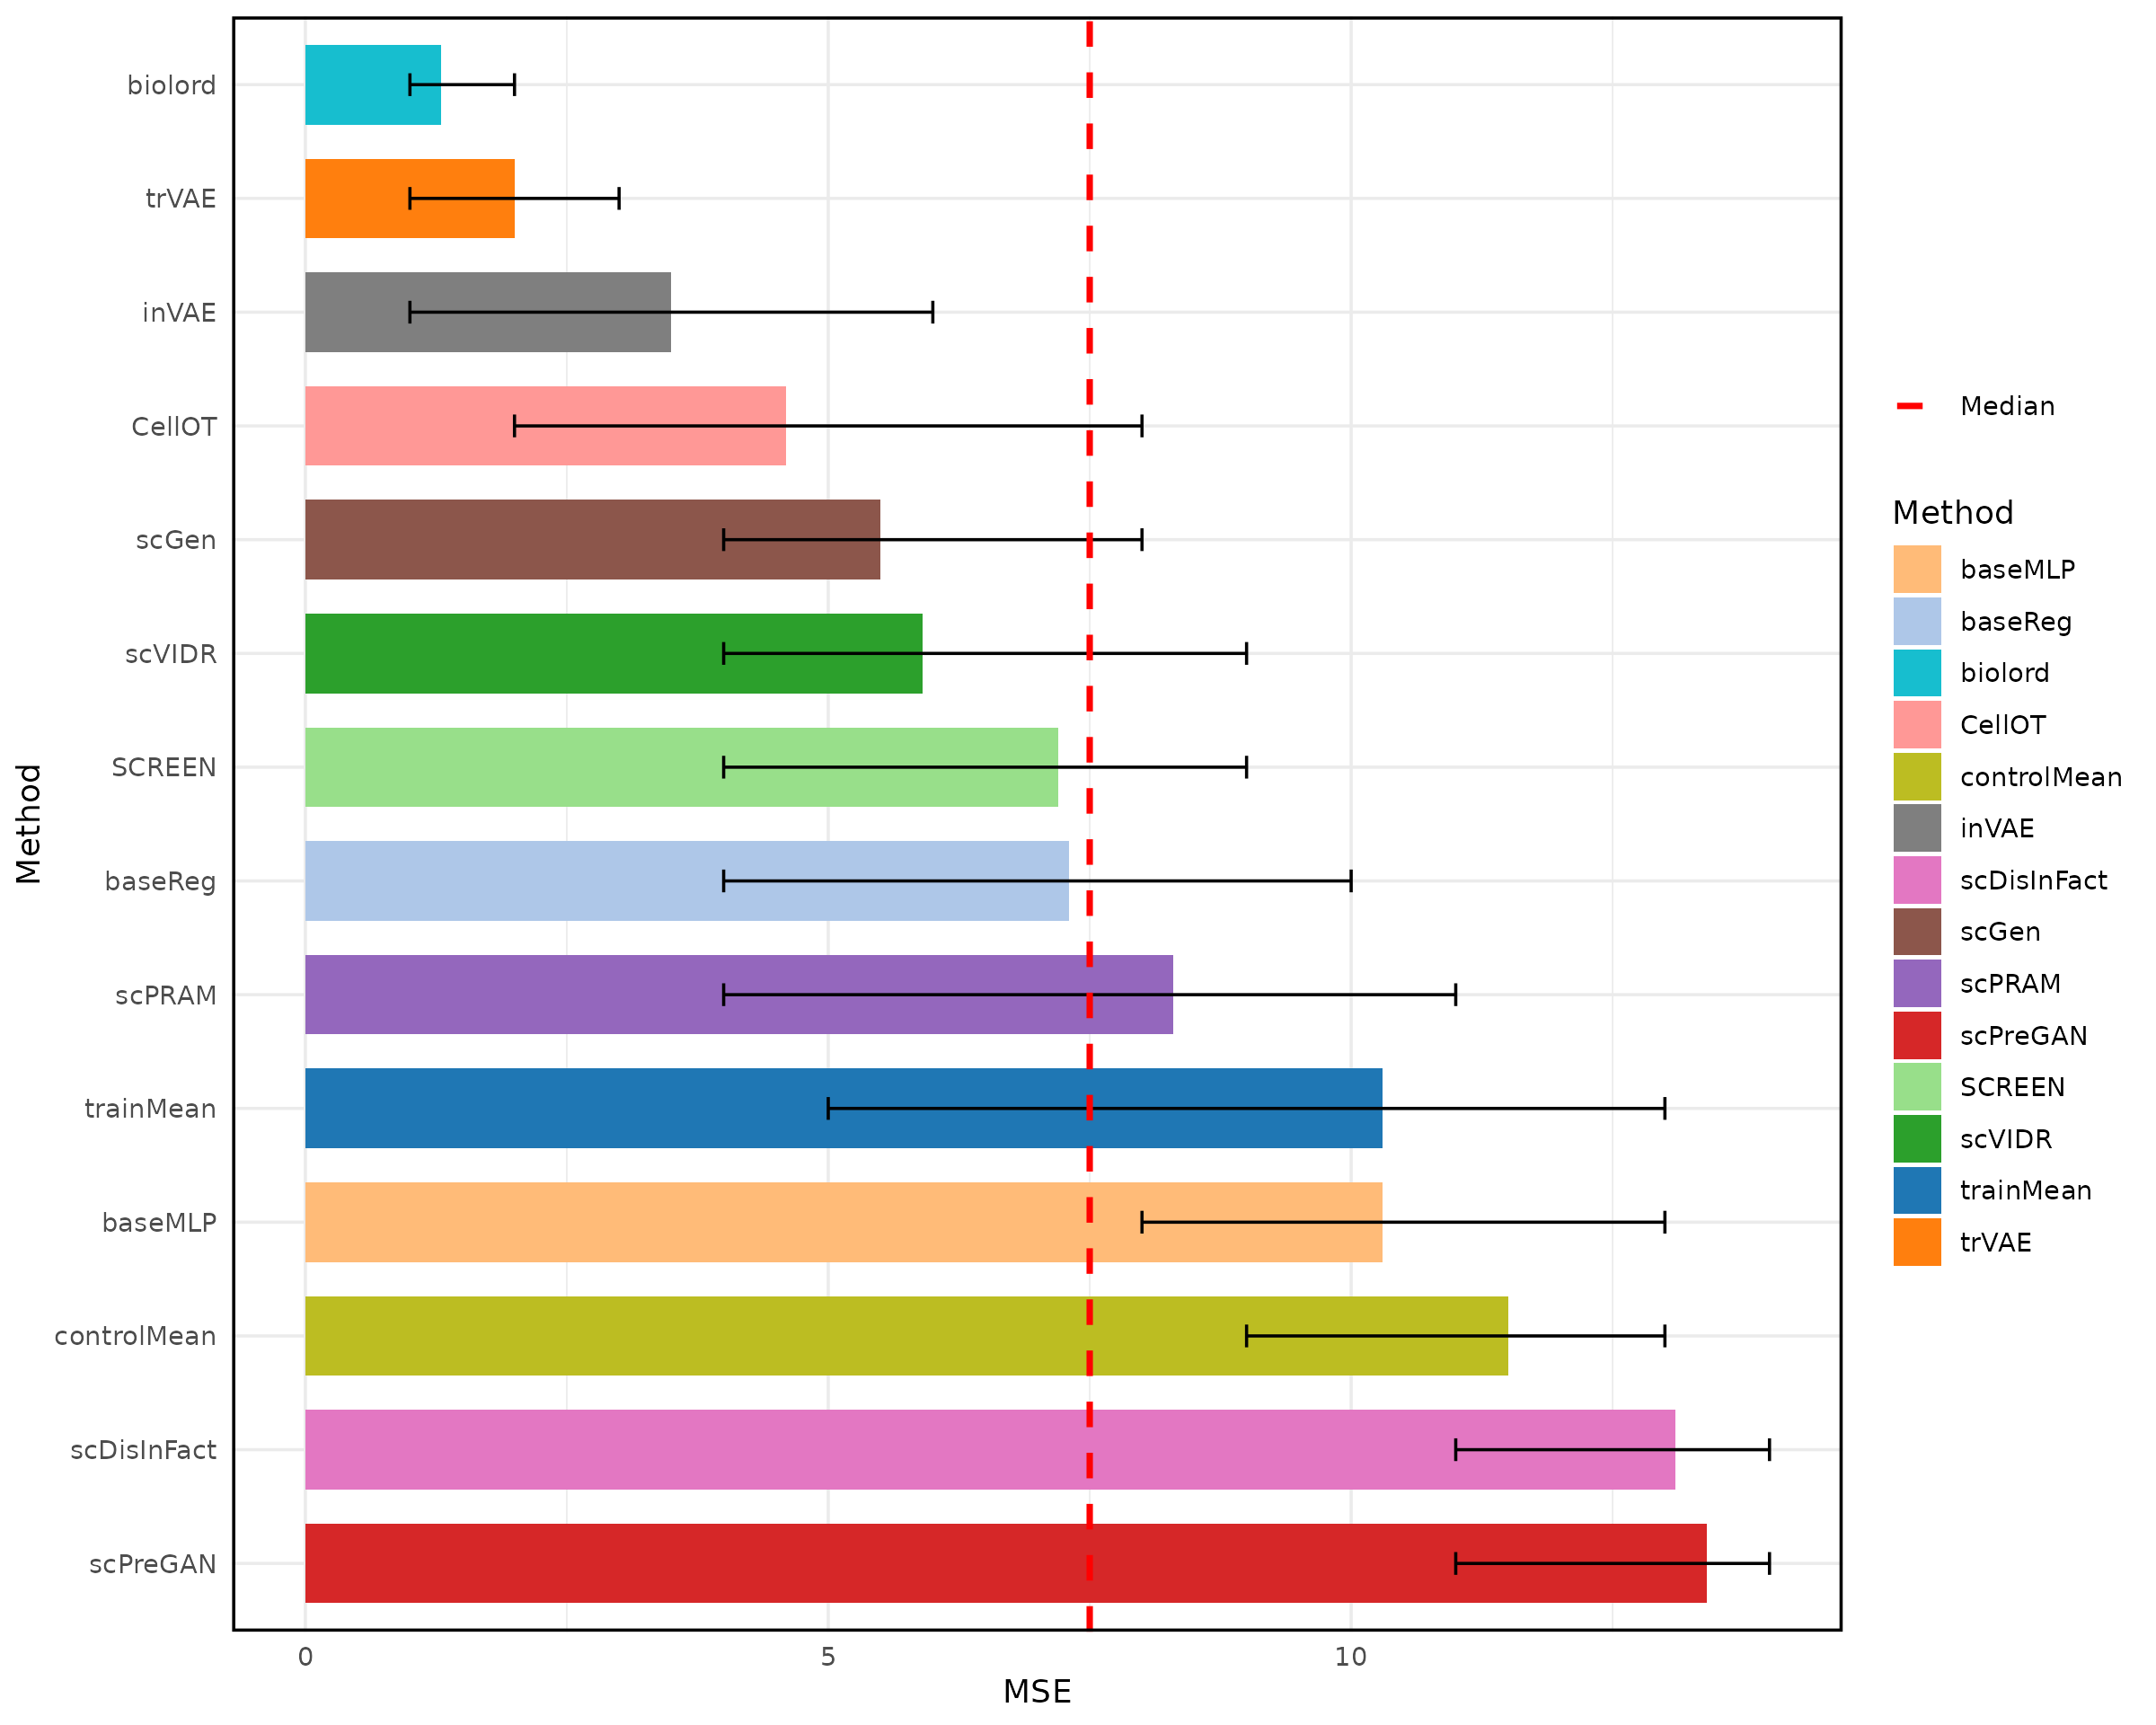 biolord
trVAE
inVAE
CellOT
scGen
scVIDR
SCREEN
baseReg
scPRAM
trainMean
baseMLP
controlMean
scDisInFact
scPreGAN
Method
0 5 10
MSE
Median
Method
baseMLP
baseReg
biolord
CellOT
controlMean
inVAE
scDisInFact
scGen
scPRAM
scPreGAN
SCREEN
scVIDR
trainMean
trVAE